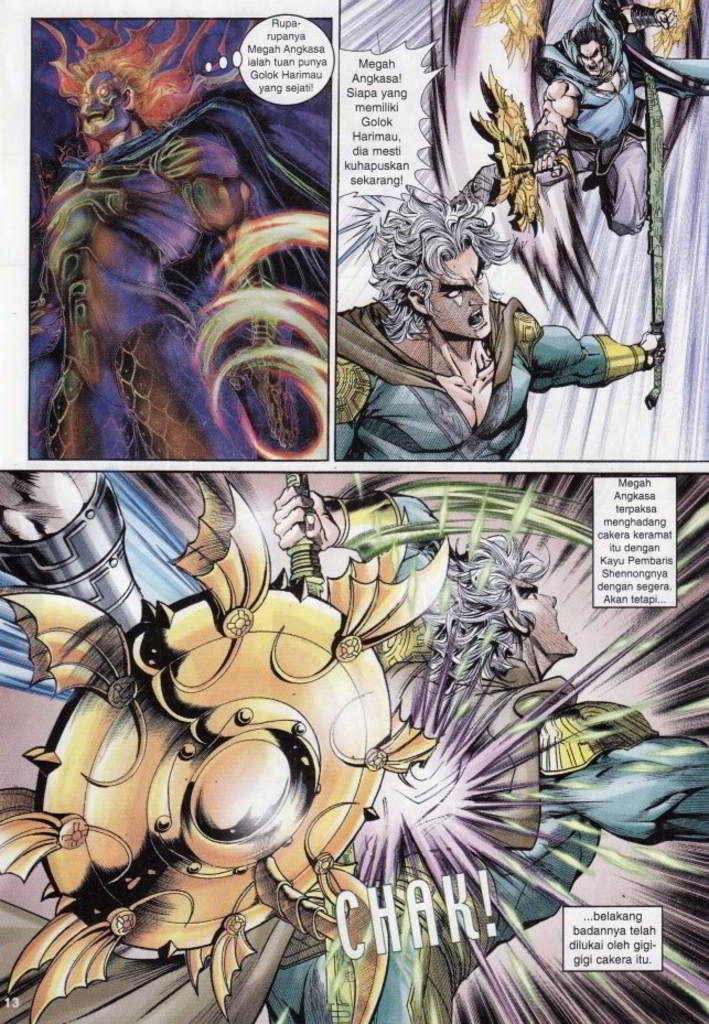 Rupa-
rupanya
Megah Angkasa
ialah tuan punya
Golok Harimau
yang sejati!
Megah
Angkasa!
Siapa yang
memiliki
Golok
Harimau,
dia mesti
kuhapuskan
sekarang!
Megah
Angkasa
terpaksa
menghadang
cakera keramat
itu dengan
Kayu Pembaris
Shennongnya
dengan segera.
Akan tetapi...
CHAK!
...belakang
badannya telah
dilukai oleh gigi-
gigi cakera itu.
13